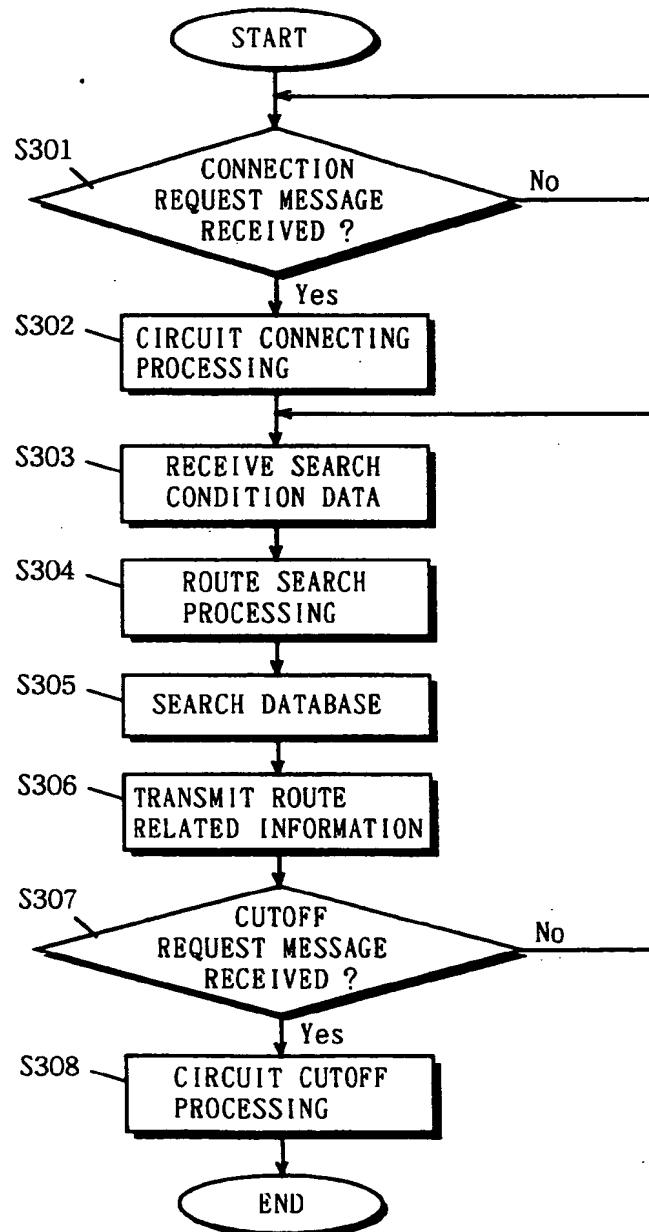 START
S301
CONNECTION
REQUEST MESSAGE
RECEIVED ?
No
Yes
S302
CIRCUIT CONNECTING
PROCESSING
S303
RECEIVE SEARCH
CONDITION DATA
S304
ROUTE SEARCH
PROCESSING
S305
SEARCH DATABASE
S306
TRANSMIT ROUTE
RELATED INFORMATION
S307
CUTOFF
REQUEST MESSAGE
RECEIVED ?
No
Yes
S308
CIRCUIT CUTOFF
PROCESSING
END